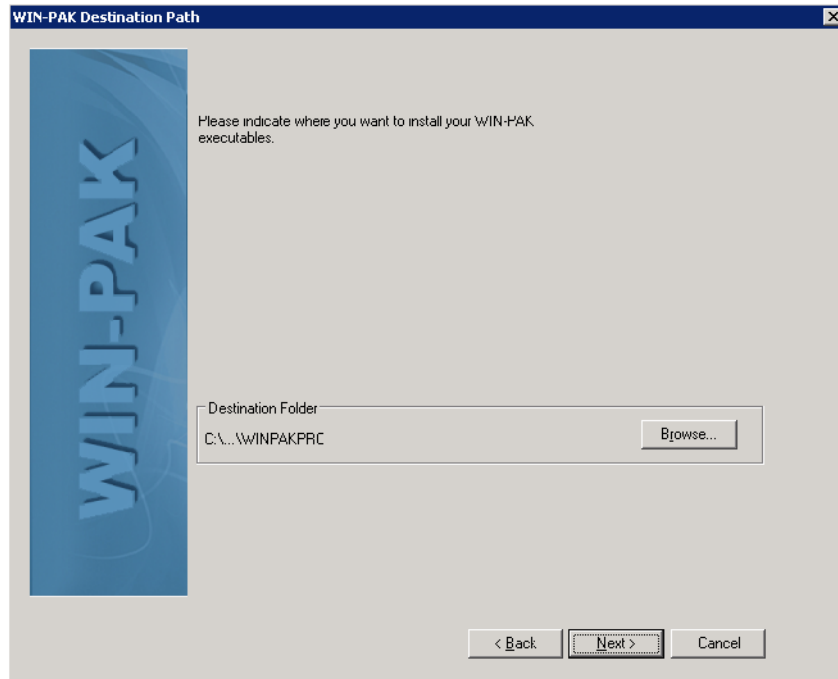 WIN-PAK Destination Path
WIN-PAK
Please indicate where you want to install your WIN-PAK
executables.
Destination Folder
C:\...\WINPAKPRO
Browse...
< Back
Next >
Cancel